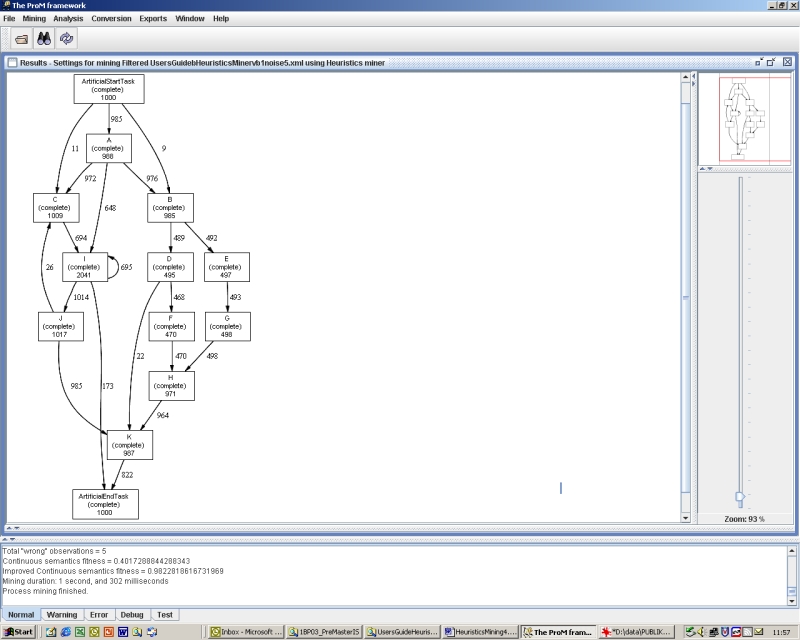 The ProM framework
File Mining Analysis Conversion Exports Window Help
Results - Settings for mining Filtered UsersGuidebHeuristicsMinervb1noise5.xml using Heuristics miner
ArtificialStartTask
(complete)
1000
985
11
9
A
(complete)
988
972
976
648
C
(complete)
1009
B
(complete)
985
694
489
492
I
(complete)
2041
695
D
(complete)
495
E
(complete)
497
26
1014
468
493
J
(complete)
1017
F
(complete)
470
G
(complete)
498
22
470
498
H
(complete)
971
985
173
964
K
(complete)
987
822
ArtificialEndTask
(complete)
1000
Zoom: 93 %
Total "wrong" observations = 5
Continuous semantics fitness = 0.4017288844288343
Improved Continuous semantics fitness = 0.9822818616731969
Mining duration: 1 second, and 302 milliseconds
Process mining finished.
Normal Warning Error Debug Test
Start
Inbox - Microsoft ...
1BP03_PreMasterIS
UsersGuideHeuris...
HeuristicsMining4....
The ProM fram...
*"D:\data\PUBLIK...
11:57